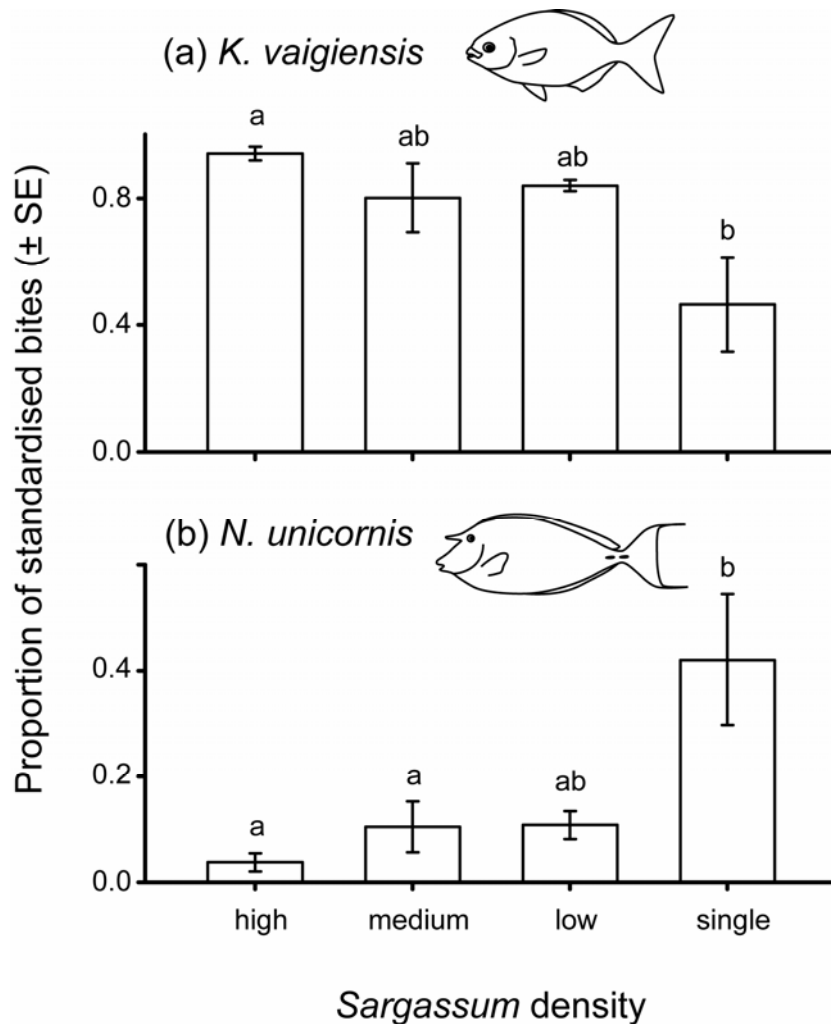 (a) K. vaigiensis
a
ab
ab
b
0.8
0.4
0.0
Proportion of standardised bites (± SE)
(b) N. unicornis
b
a
a
ab
0.4
0.2
0.0
high medium low single
Sargassum density